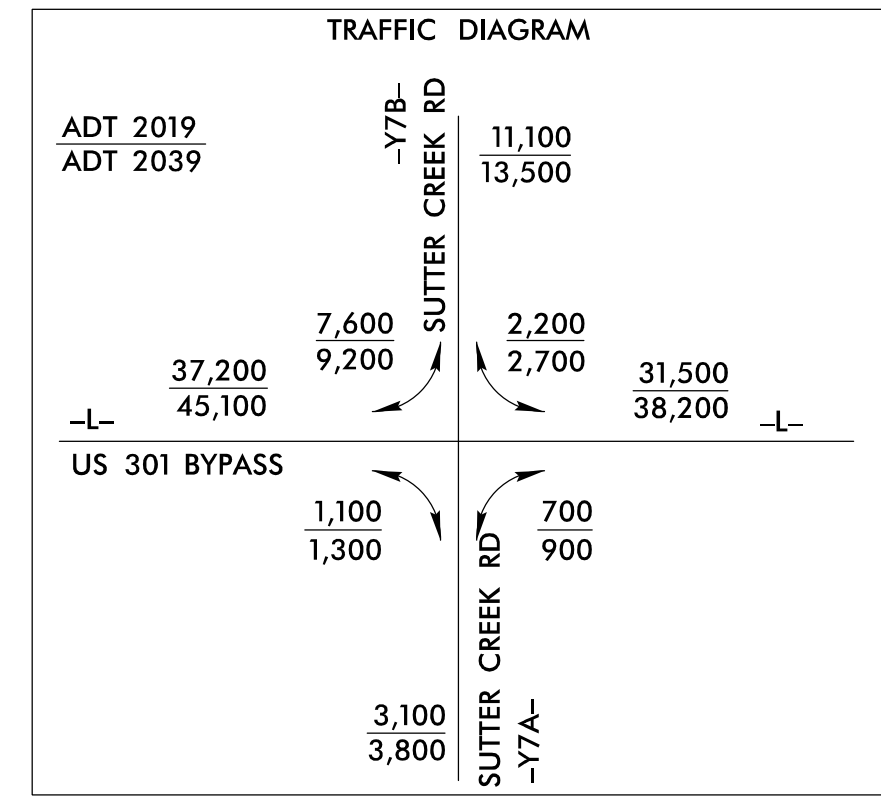 TRAFFIC DIAGRAM
ADT 2019
ADT 2039
-Y7B-
SUTTER CREEK RD
11,100
13,500
7,600
9,200
2,200
2,700
37,200
45,100
31,500
38,200
-L-
-L-
US 301 BYPASS
1,100
1,300
700
900
SUTTER CREEK RD
-Y7A-
3,100
3,800